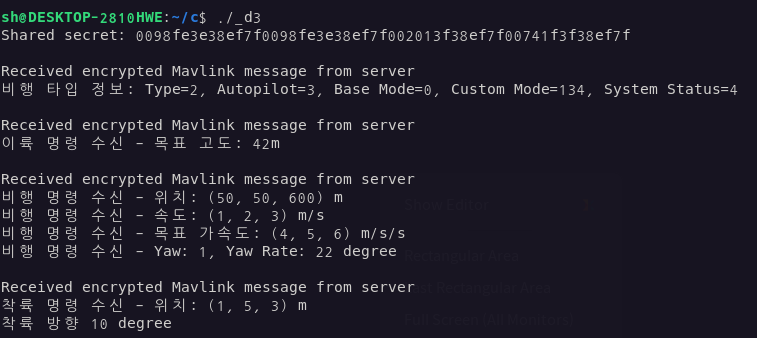 sh@DESKTOP-2810HWE:~/c$ ./_d3
Shared secret: 0098fe3e38ef7f0098fe3e38ef7f002013f38ef7f00741f3f38ef7f
Received encrypted Mavlink message from server
비행 타입 정보: Type=2, Autopilot=3, Base Mode=0, Custom Mode=134, System Status=4
Received encrypted Mavlink message from server
이륙 명령 수신 - 목표 고도: 42m
Received encrypted Mavlink message from server
비행 명령 수신 - 위치: (50, 50, 600) m
비행 명령 수신 - 속도: (1, 2, 3) m/s
비행 명령 수신 - 목표 가속도: (4, 5, 6) m/s/s
비행 명령 수신 - Yaw: 1, Yaw Rate: 22 degree
Received encrypted Mavlink message from server
착륙 명령 수신 - 위치: (1, 5, 3) m
착륙 방향 10 degree